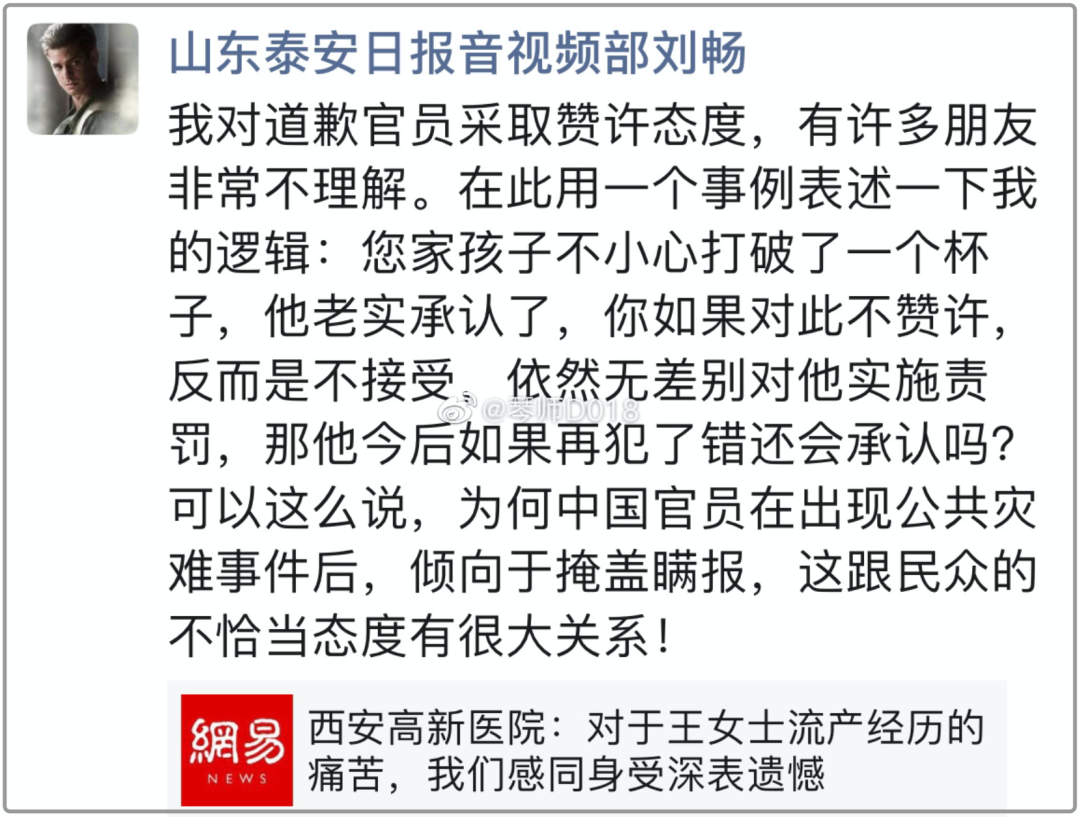 山东泰安日报音视频部刘畅
我对道歉官员采取赞许态度，有许多朋友
非常不理解。在此用一个事例表述一下我
的逻辑：您家孩子不小心打破了一个杯
子，他老实承认了，你如果对此不赞许，
反而是不接受，依然无差别对他实施责
罚，那他今后如果再犯了错还会承认吗？
@琴师D018
可以这么说，为何中国官员在出现公共灾
难事件后，倾向于掩盖瞒报，这跟民众的
不恰当态度有很大关系！
網易
NEWS
西安高新医院：对于王女士流产经历的
痛苦，我们感同身受深表遗憾